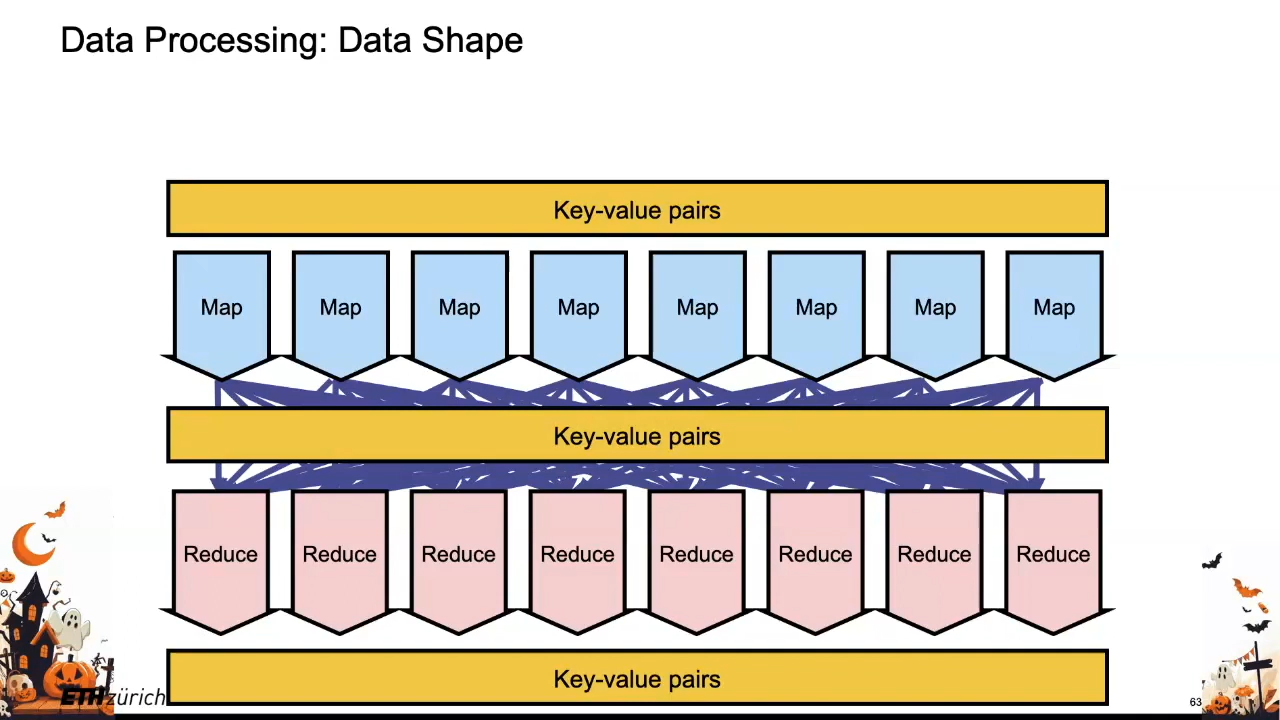 Data Processing: Data Shape
Key-value pairs
Map Map Map Map Map Map Map Map
Key-value pairs
Reduce Reduce Reduce Reduce Reduce Reduce Reduce Reduce
Key-value pairs
ETH zürich
63